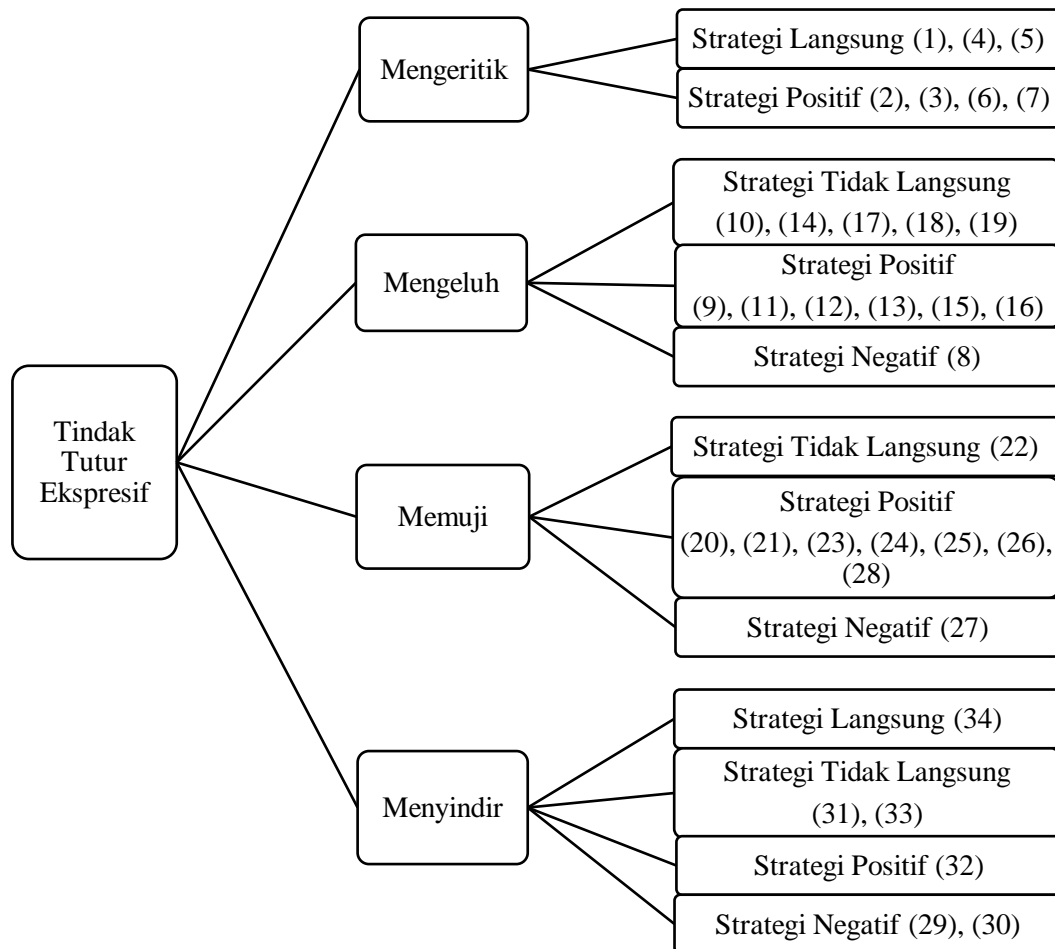 Tindak
Tutur
Ekspresif
Mengeritik
Strategi Langsung (1), (4), (5)
Strategi Positif (2), (3), (6), (7)
Mengeluh
Strategi Tidak Langsung
(10), (14), (17), (18), (19)
Strategi Positif
(9), (11), (12), (13), (15), (16)
Strategi Negatif (8)
Memuji
Strategi Tidak Langsung (22)
Strategi Positif
(20), (21), (23), (24), (25), (26),
(28)
Strategi Negatif (27)
Menyindir
Strategi Langsung (34)
Strategi Tidak Langsung
(31), (33)
Strategi Positif (32)
Strategi Negatif (29), (30)